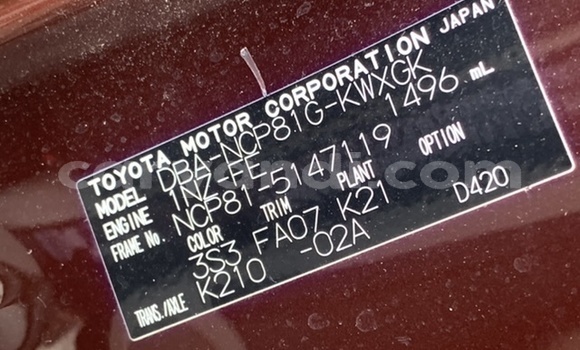 TOYOTA MOTOR CORPORATION JAPAN
MODEL DBA-NCP81G-KWXGK
ENGINE 1NZ-FE 1496 mL
FRAME No. NCP81-5147119
COLOR TRIM PLANT OPTION
3S3 FA07 K21 D420
TRANS./AXLE K210 -02A